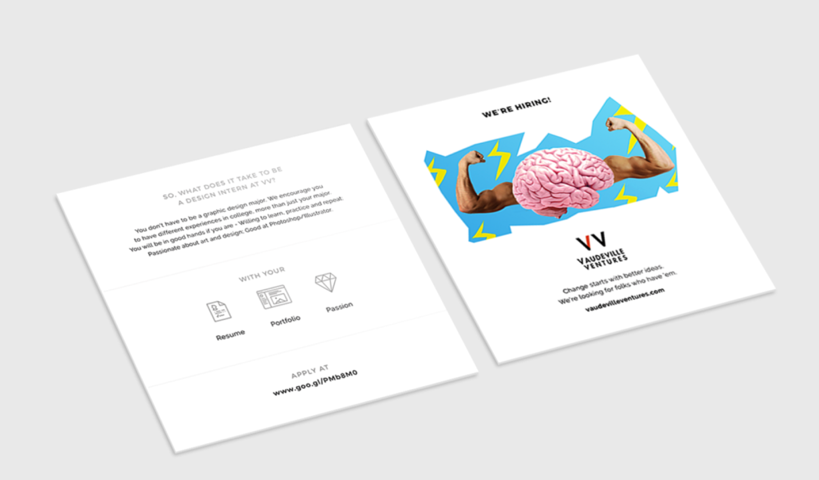 SO, WHAT DOES IT TAKE TO BE
A DESIGN INTERN AT VV?
You don't have to be a graphic design major. We encourage you
to have different experiences in college, more than just your major.
You will be in good hands if you are - Willing to learn, practice and repeat.
Passionate about art and design. Good at Photoshop/Illustrator
WITH YOUR
Resume
Portfolio
Passion
APPLY AT
www.goo.gl/PMb8M0
WE'RE HIRING!
VV
VAUDEVILLE
VENTURES
Change starts with better ideas.
We're looking for folks who have 'em.
vaudevilleventures.com